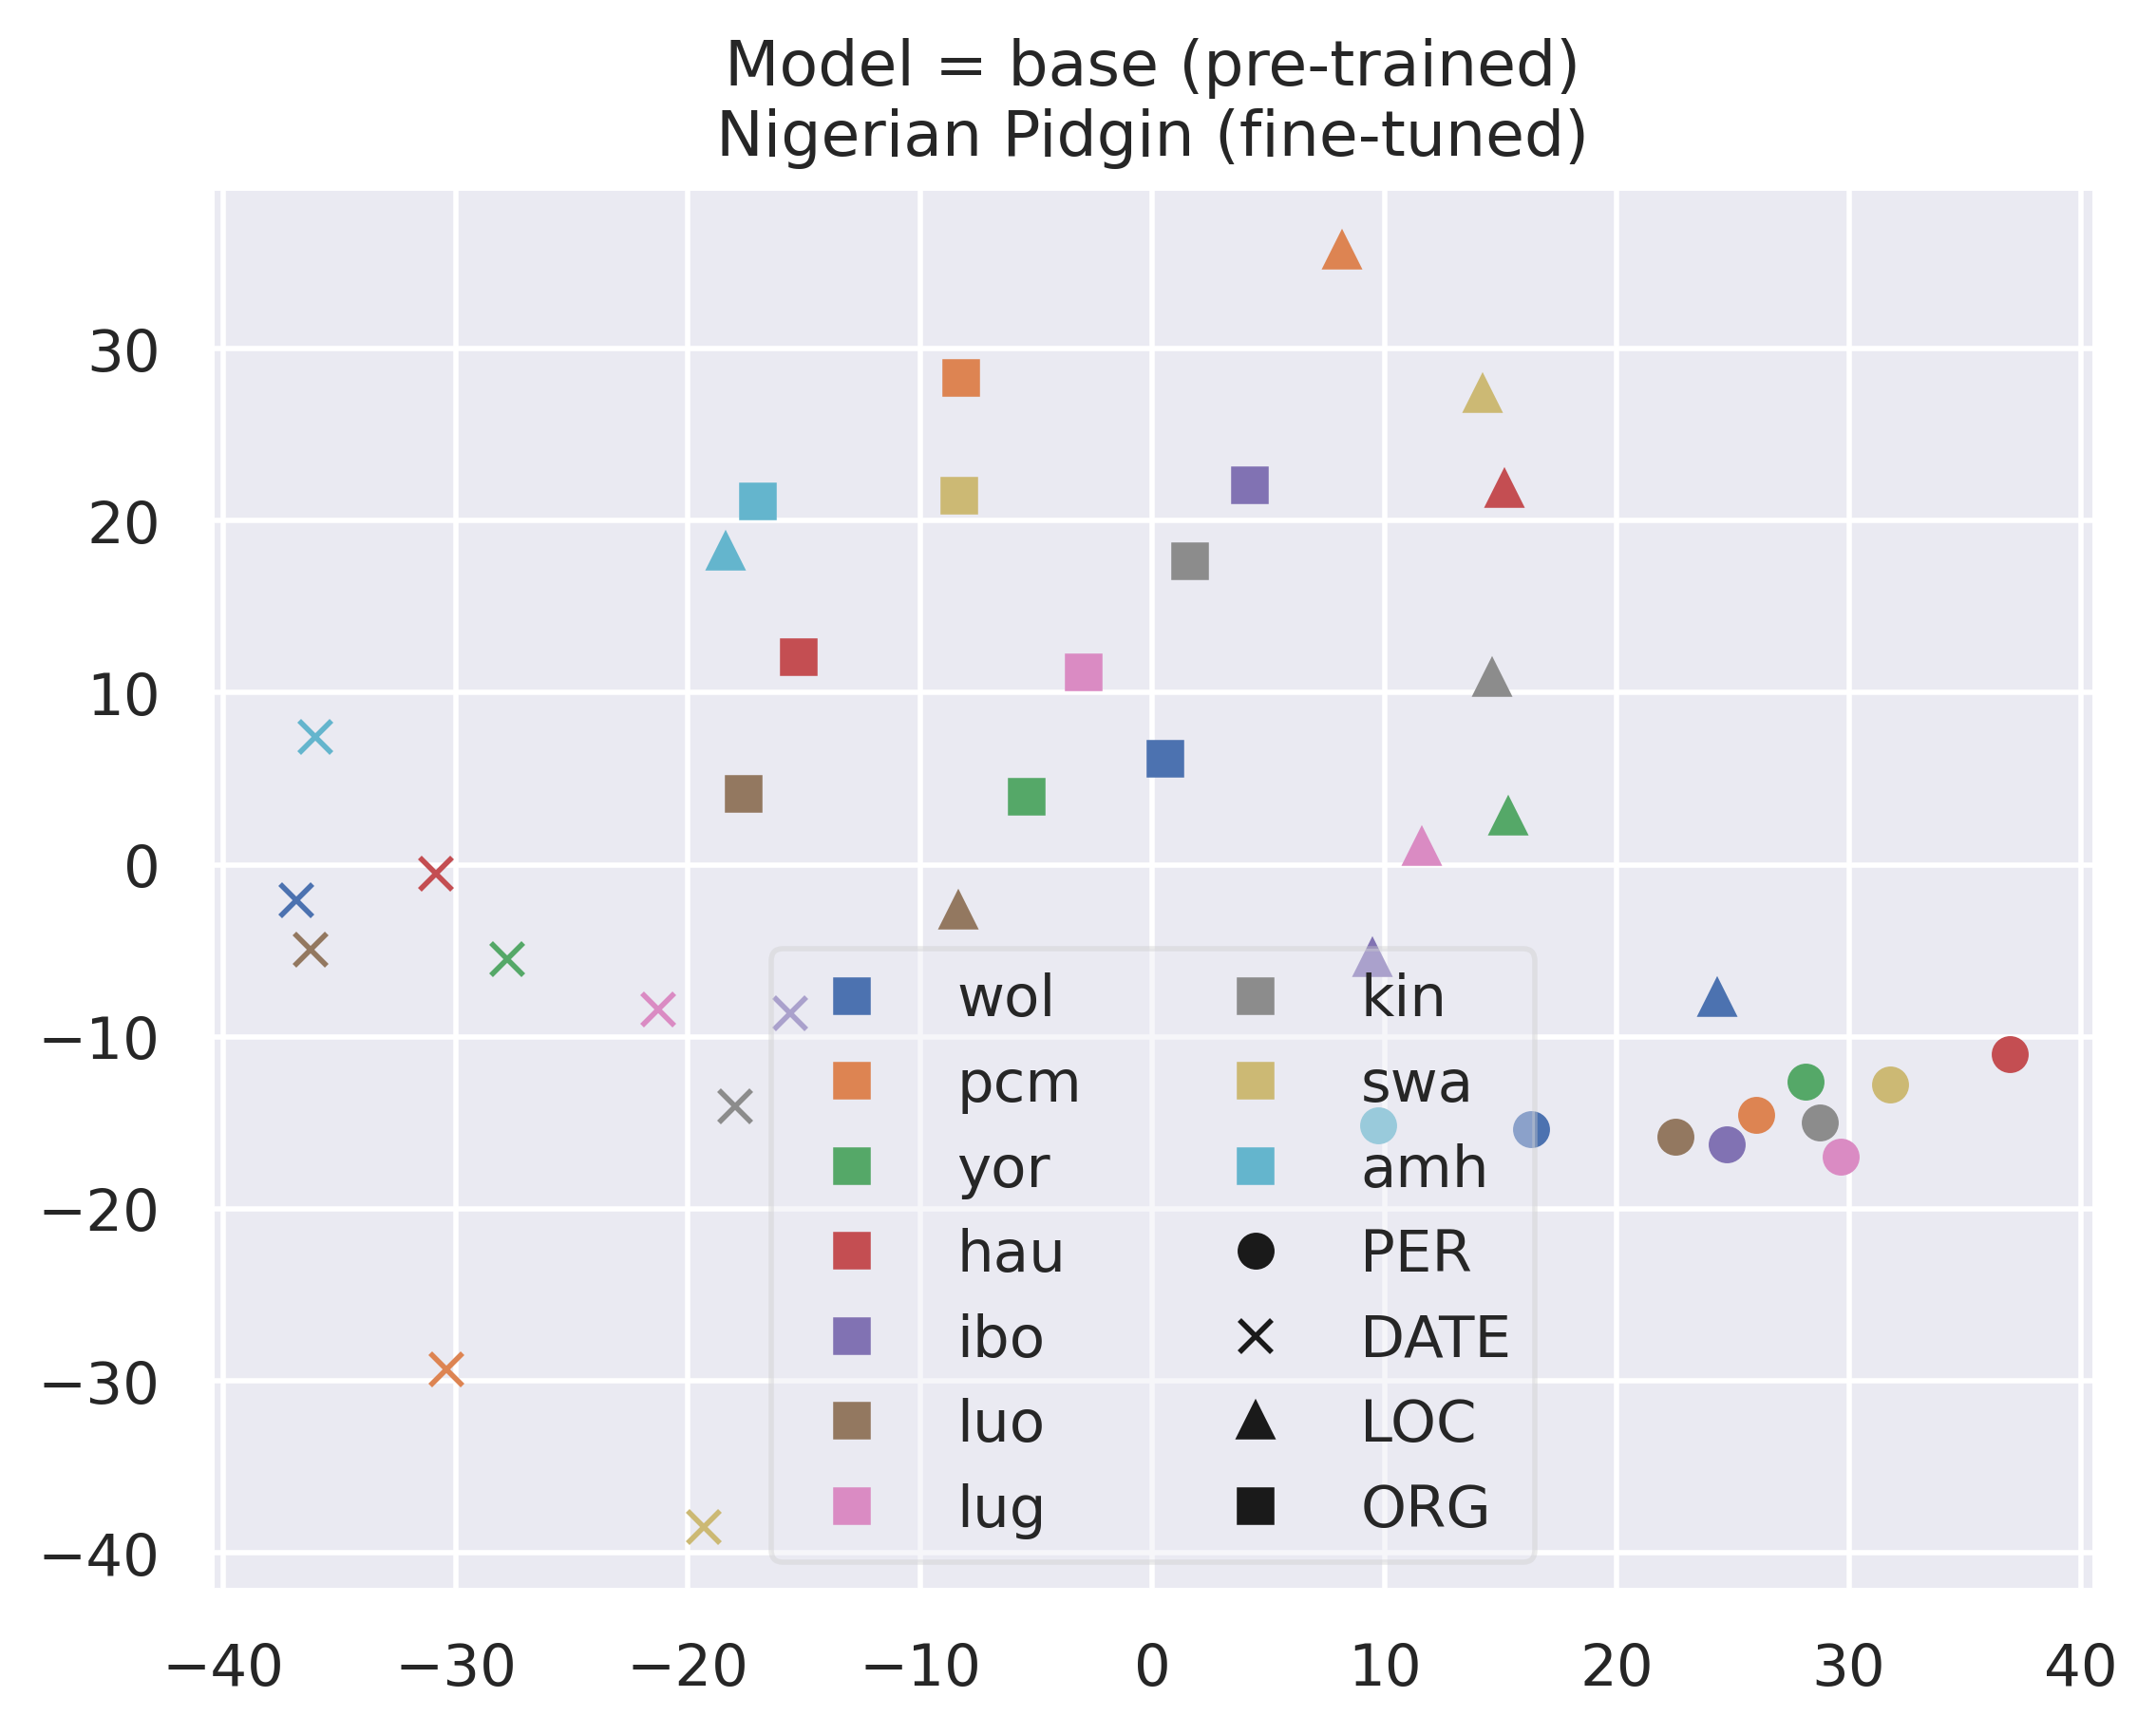 Model = base (pre-trained)
Nigerian Pidgin (fine-tuned)
30
20
10
0
−10
−20
−30
−40
wol
pcm
yor
hau
ibo
luo
lug
kin
swa
amh
PER
DATE
LOC
ORG
−40 −30 −20 −10 0 10 20 30 40